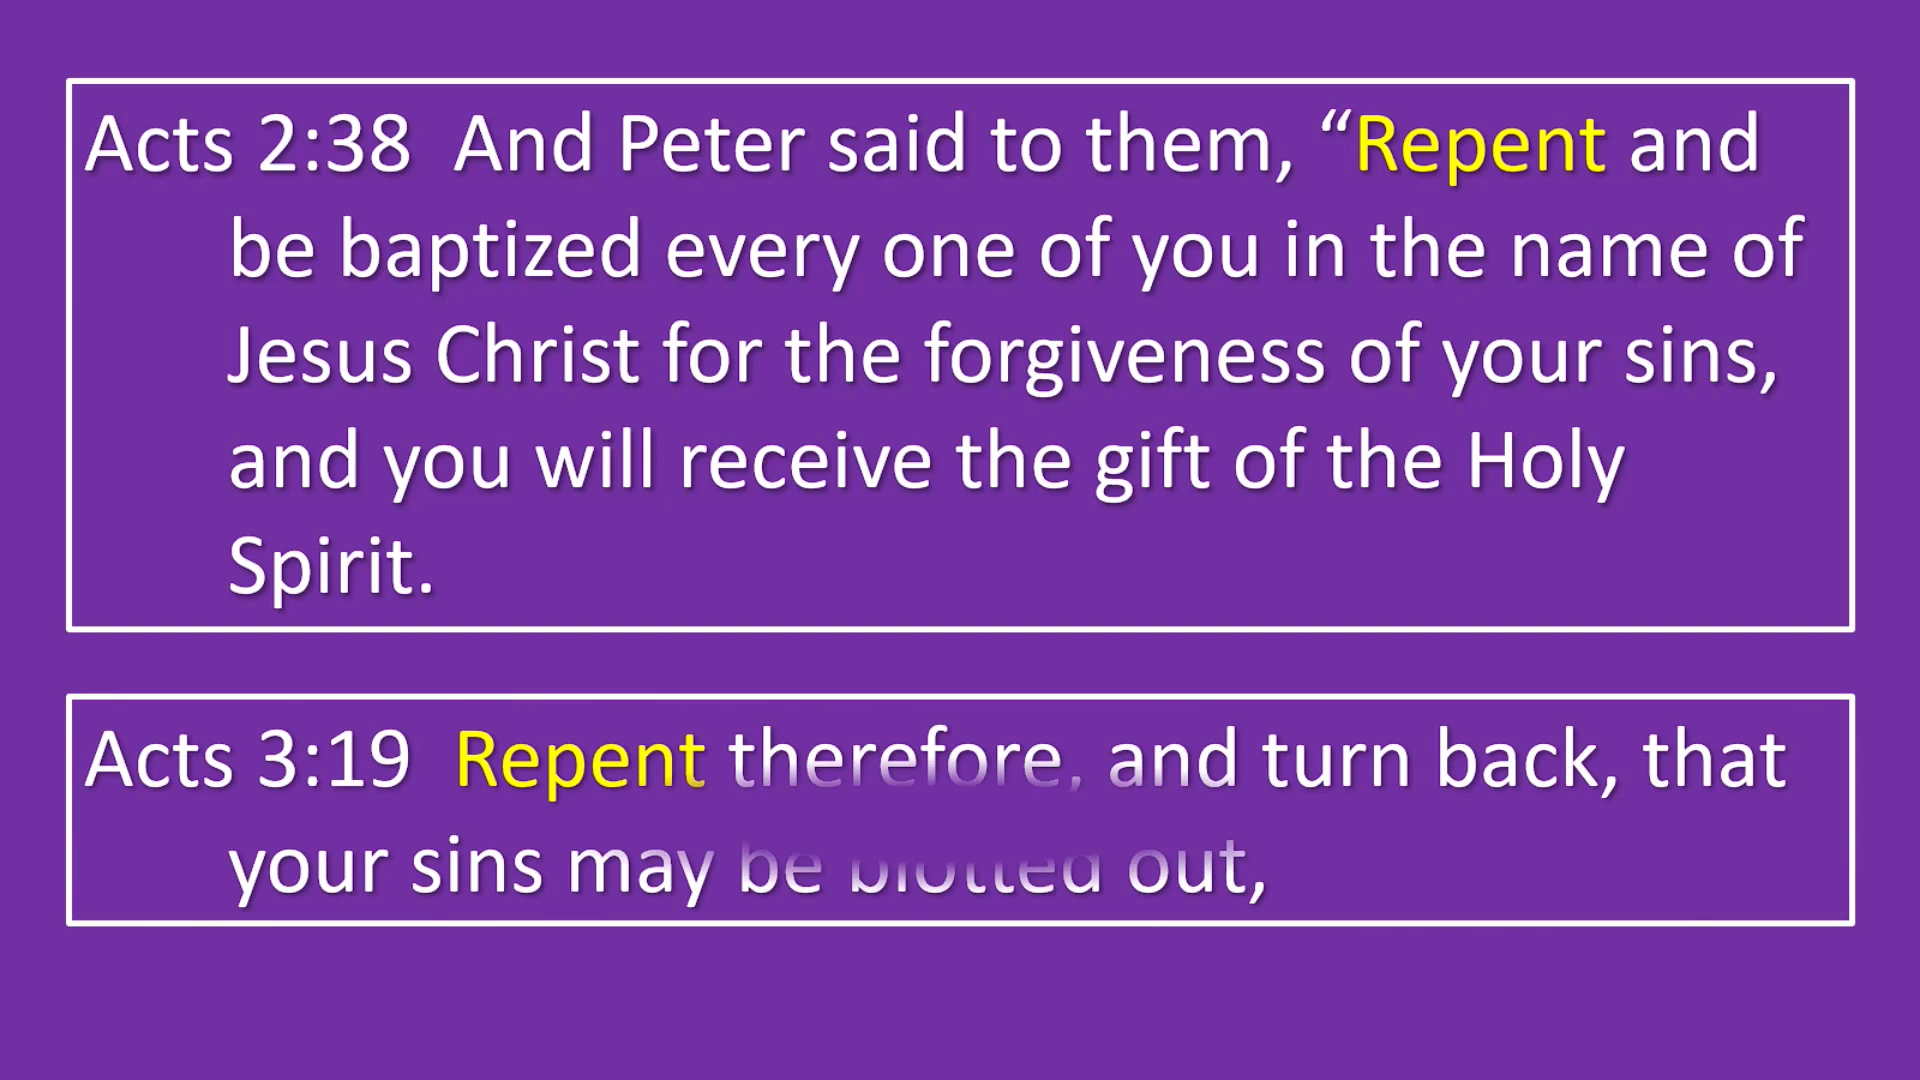 Acts 2:38  And Peter said to them, “Repent and
be baptized every one of you in the name of
Jesus Christ for the forgiveness of your sins,
and you will receive the gift of the Holy
Spirit.
Acts 3:19  Repent therefore, and turn back, that
your sins may be blotted out,